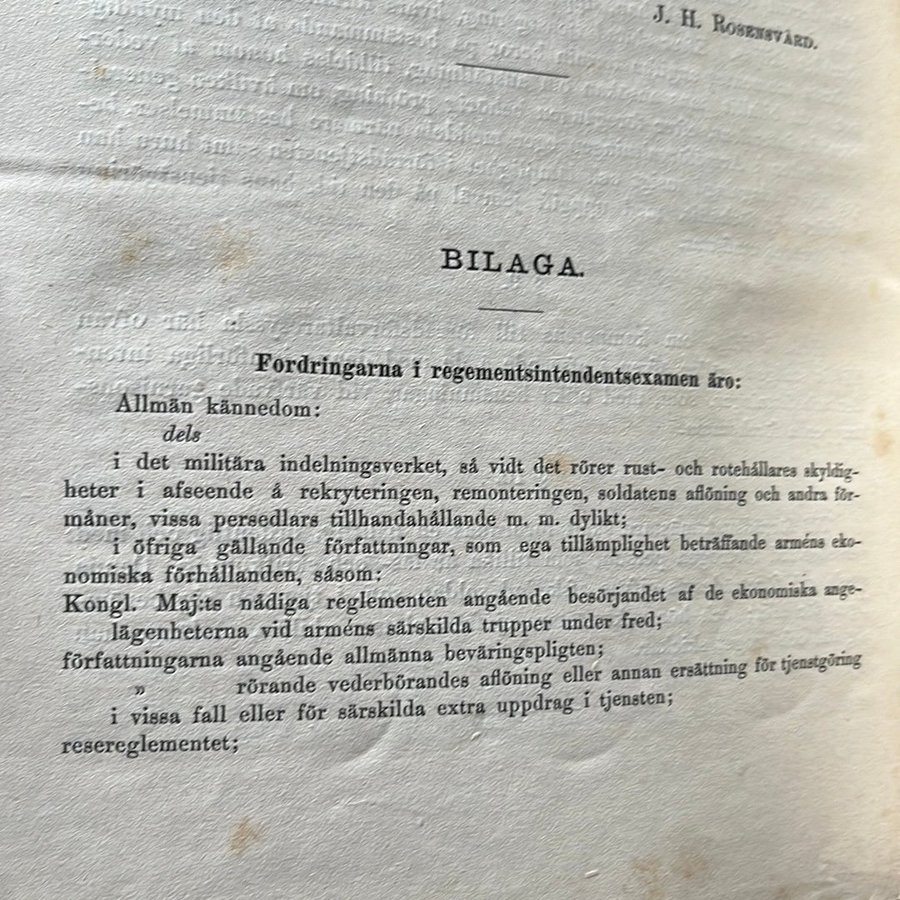 J. H. Rosensvärd.
BILAGA.
Fordringarna i regementsintendentsexamen äro:
Allmän kännedom:
dels
i det militära indelningsverket, så vidt det rörer rust- och rotehållares skyldig-
heter i afseende å rekryteringen, remonteringen, soldatens aflöning och andra för-
måner, vissa persedlars tillhandahållande m. m. dylikt;
i öfriga gällande författningar, som ega tillämplighet beträffande arméns eko-
nomiska förhållanden, såsom:
Kongl. Maj:ts nådiga reglementen angående besörjandet af de ekonomiska ange-
lägenheterna vid arméns särskilda trupper under fred;
författningarna angående allmänna beväringspligten;
„ rörande vederbörandes aflöning eller annan ersättning för tjenstgöring
i vissa fall eller för särskilda extra uppdrag i tjensten;
resereglementet;